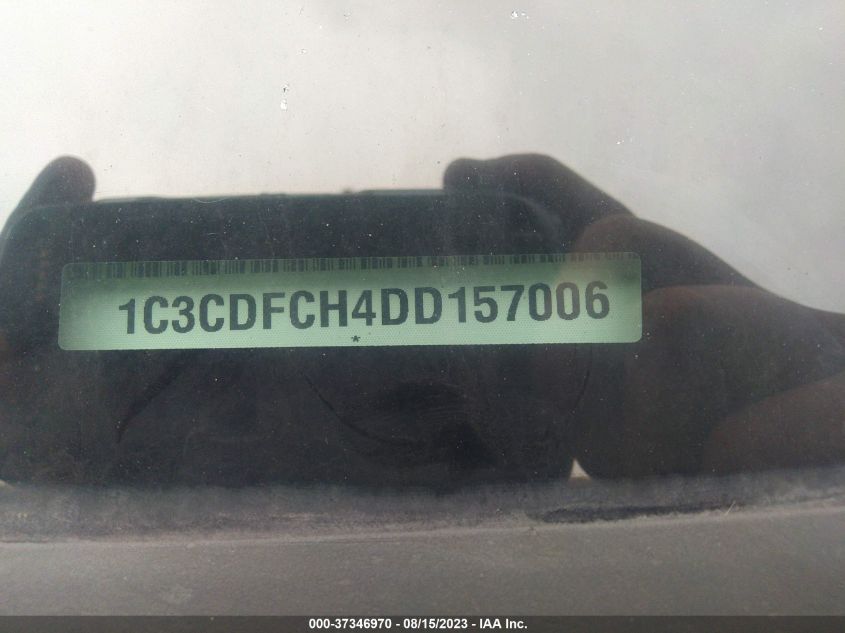 1C3CDFCH4DD157006
*
000-37346970 - 08/15/2023 - IAA Inc.